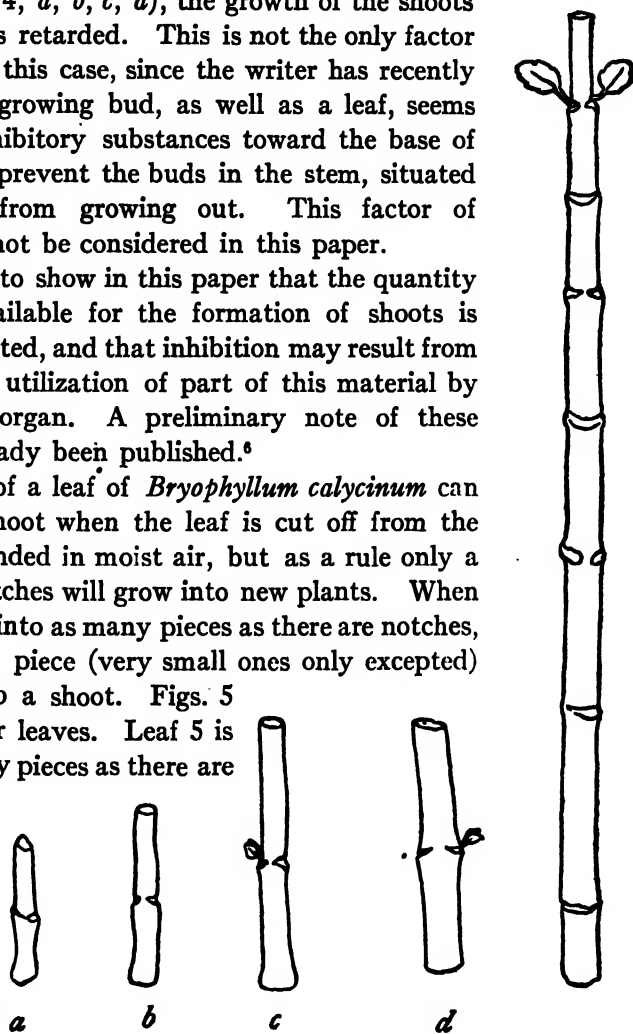 4, a, b, c, d), the growth of the shoots
s retarded. This is not the only factor
this case, since the writer has recently
growing bud, as well as a leaf, seems
hibitory substances toward the base of
prevent the buds in the stem, situated
from growing out. This factor of
not be considered in this paper.
to show in this paper that the quantity
ailable for the formation of shoots is
ted, and that inhibition may result from
utilization of part of this material by
organ. A preliminary note of these
ady been published.⁶
of a leaf of Bryophyllum calycinum can
hoot when the leaf is cut off from the
nded in moist air, but as a rule only a
tches will grow into new plants. When
into as many pieces as there are notches,
piece (very small ones only excepted)
o a shoot. Figs. 5
r leaves. Leaf 5 is
y pieces as there are
a b c d